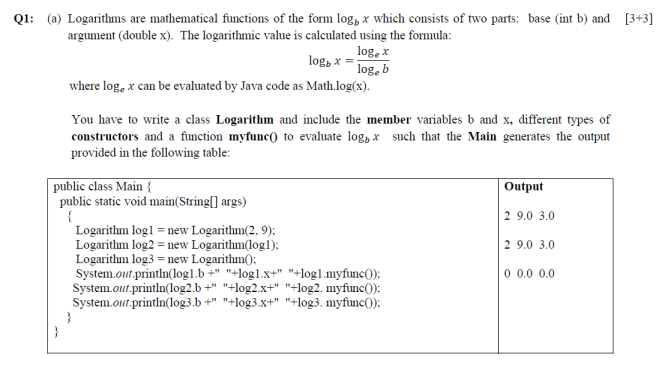 Q1: (a) Logarithms are mathematical functions of the form log_b x which consists of two parts: base (int b) and [3+3]
argument (double x). The logarithmic value is calculated using the formula:
log_b x = log_e x / log_e b
where log_e x can be evaluated by Java code as Math.log(x).
You have to write a class Logarithm and include the member variables b and x, different types of
constructors and a function myfunc() to evaluate log_b x such that the Main generates the output
provided in the following table:
public class Main {
public static void main(String[] args)
{
Logarithm log1 = new Logarithm(2, 9);
Logarithm log2 = new Logarithm(log1);
Logarithm log3 = new Logarithm();
System.out.println(log1.b +" "+log1.x+" "+log1.myfunc());
System.out.println(log2.b +" "+log2.x+" "+log2. myfunc());
System.out.println(log3.b +" "+log3.x+" "+log3. myfunc());
}
}
Output
2 9.0 3.0
2 9.0 3.0
0 0.0 0.0